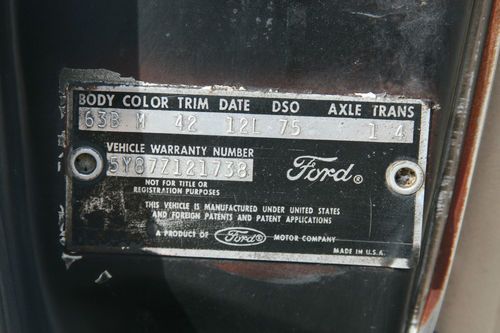 BODY COLOR TRIM DATE DSO AXLE TRANS
63B M 42 12L 75 1 4
VEHICLE WARRANTY NUMBER
5Y87Z121738
Ford®
NOT FOR TITLE OR
REGISTRATION PURPOSES
THIS VEHICLE IS MANUFACTURED UNDER UNITED STATES
AND FOREIGN PATENTS AND PATENT APPLICATIONS
A PRODUCT OF Ford® MOTOR COMPANY
MADE IN U.S.A.